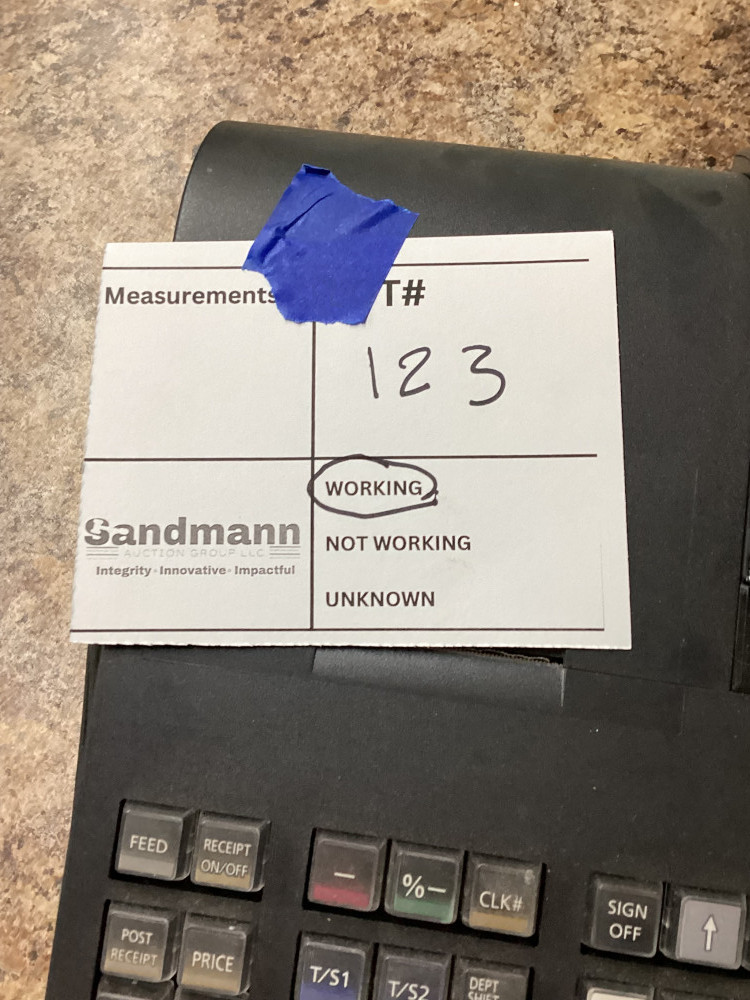 Measurements
T#
123
WORKING
NOT WORKING
UNKNOWN
Sandmann
AUCTION GROUP LLC
Integrity · Innovative · Impactful
FEED
RECEIPT
ON/OFF
—
%—
CLK#
SIGN
OFF
↑
POST
RECEIPT
PRICE
T/S1
T/S2
DEPT
SHIFT